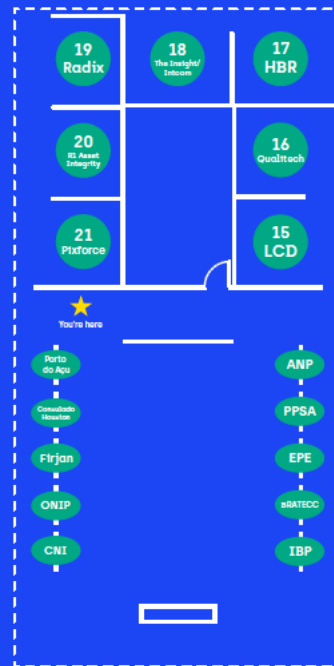 19
Radix
18
The Insight/
Intcom
17
HBR
20
RI Asset
Integrity
16
Qualitech
21
Pixforce
15
LCD
You're here
Porto
do Açu
ANP
Consulado
Houston
PPSA
Firjan
EPE
ONIP
BRATECC
CNI
IBP